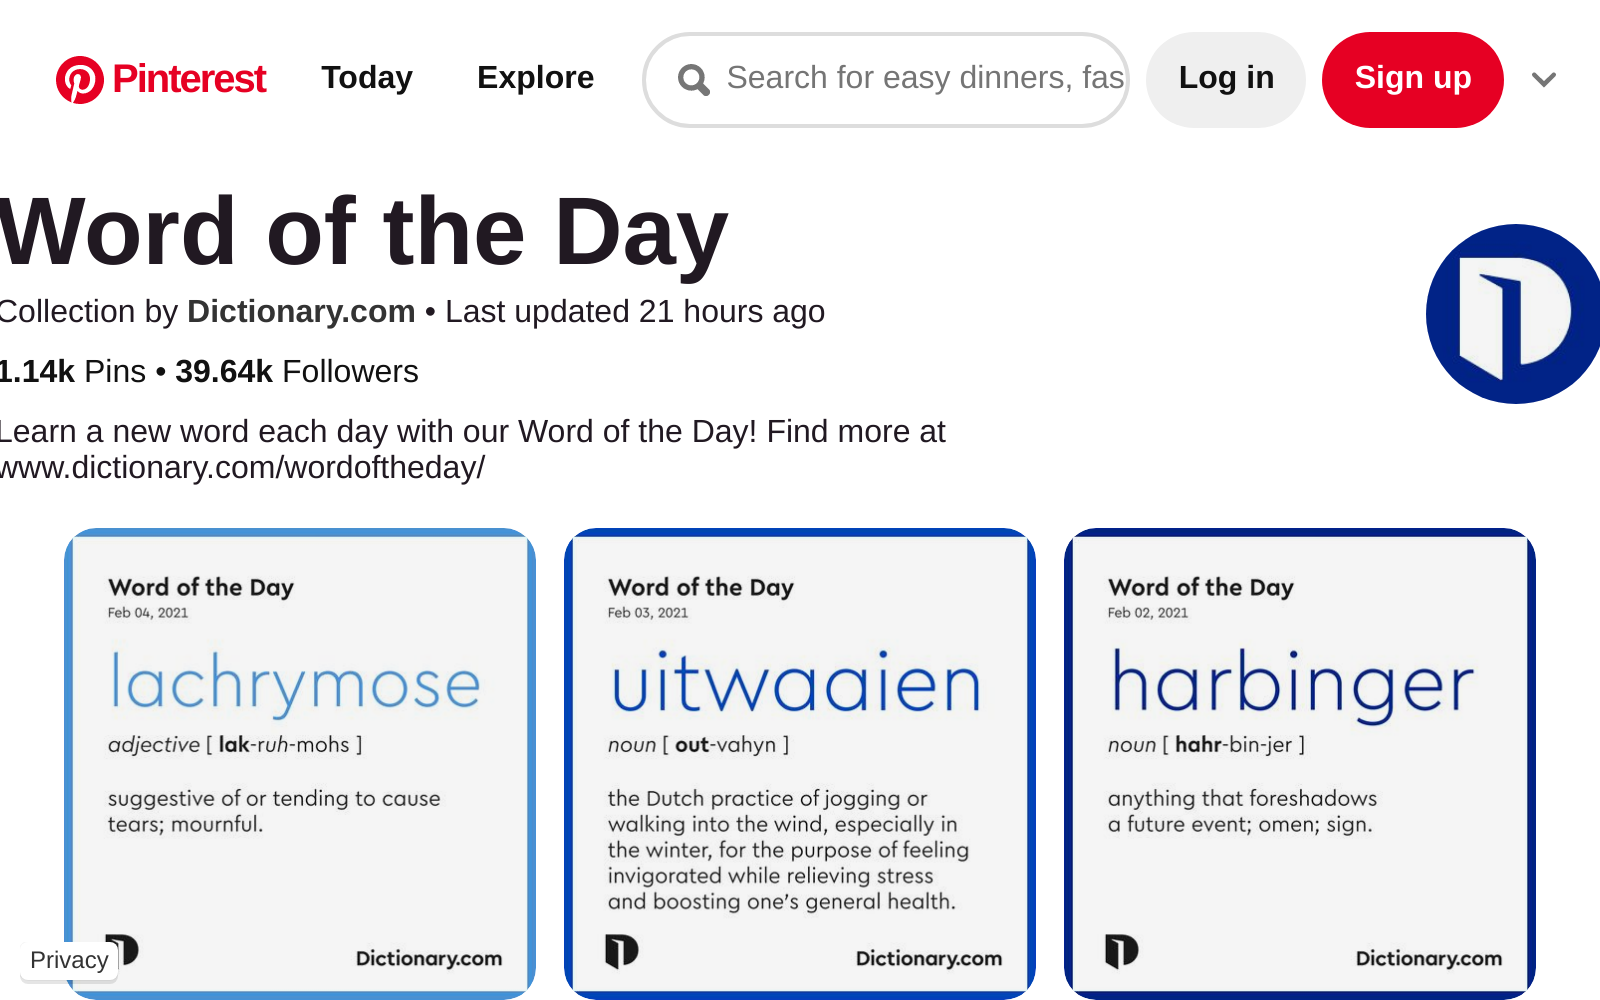 Pinterest
Today
Explore
Search for easy dinners, fas
Log in
Sign up
Word of the Day
Collection by Dictionary.com • Last updated 21 hours ago
1.14k Pins • 39.64k Followers
Learn a new word each day with our Word of the Day! Find more at
www.dictionary.com/wordoftheday/
Word of the Day
Feb 04, 2021
lachrymose
adjective [ lak-ruh-mohs ]
suggestive of or tending to cause
tears; mournful.
Dictionary.com
Word of the Day
Feb 03, 2021
uitwaaien
noun [ out-vahyn ]
the Dutch practice of jogging or
walking into the wind, especially in
the winter, for the purpose of feeling
invigorated while relieving stress
and boosting one's general health.
Dictionary.com
Word of the Day
Feb 02, 2021
harbinger
noun [ hahr-bin-jer ]
anything that foreshadows
a future event; omen; sign.
Dictionary.com
Privacy